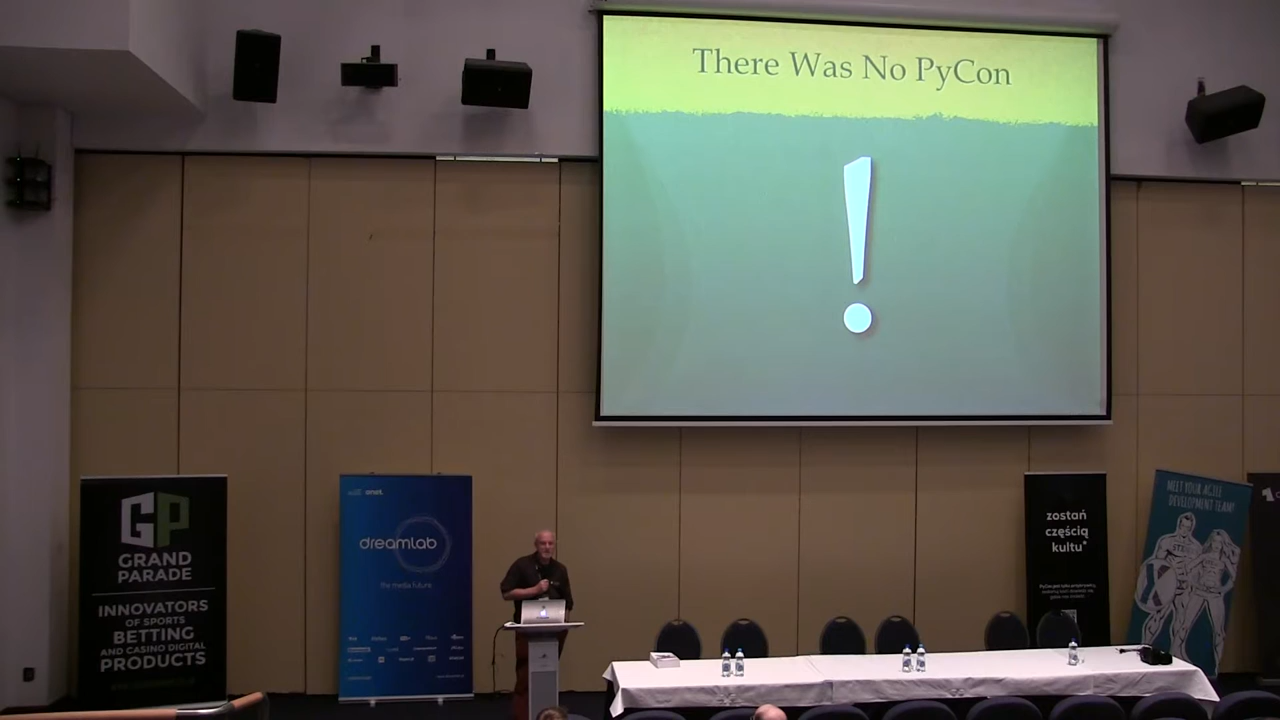 There Was No PyCon
!
GP
GRAND
PARADE
INNOVATORS
OF SPORTS
BETTING
AND CASINO DIGITAL
PRODUCTS
dreamlab
the media future
zostań
częścią
kultu*
MEET YOUR AGILE
DEVELOPMENT TEAM!